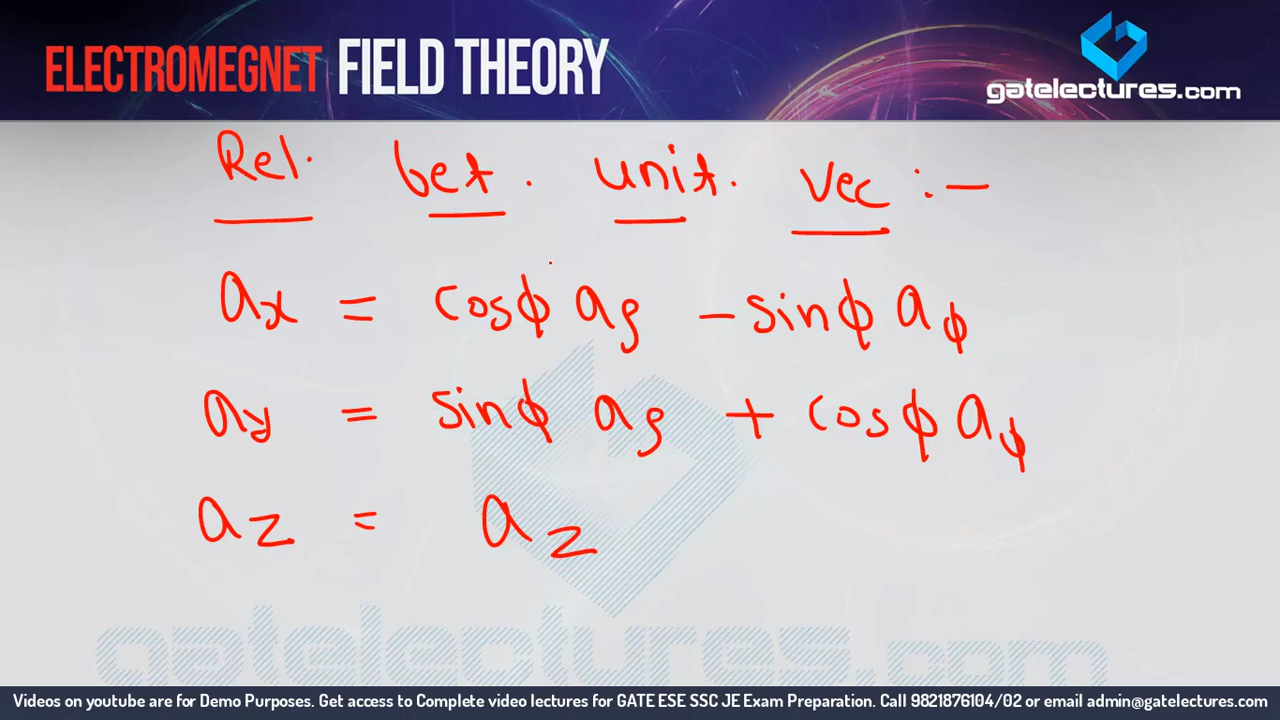 ELECTROMEGNET FIELD THEORY
gatelectures.com
Rel. bet. unit. vec :-
ax = cosϕ aρ - sinϕ aϕ
ay = sinϕ aρ + cosϕ aϕ
az = az
gatelectures.com
Videos on youtube are for Demo Purposes. Get access to Complete video lectures for GATE ESE SSC JE Exam Preparation. Call 9821876104/02 or email admin@gatelectures.com